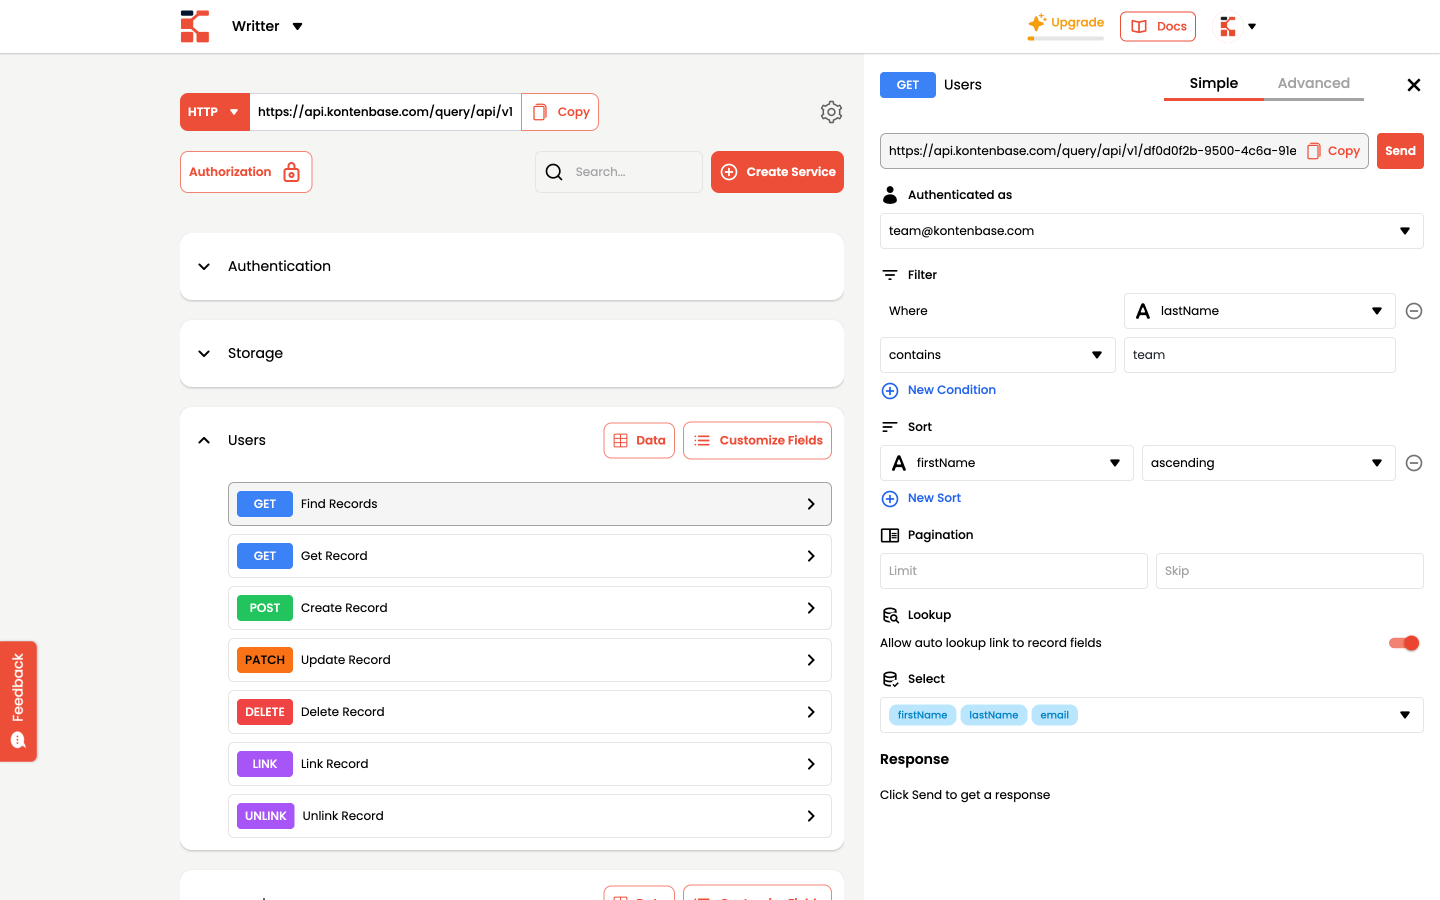 Writter
Upgrade
Docs
HTTP
https://api.kontenbase.com/query/api/v1
Copy
Authorization
Search...
Create Service
Authentication
Storage
Users
Data
Customize Fields
GET
Find Records
GET
Get Record
POST
Create Record
PATCH
Update Record
DELETE
Delete Record
LINK
Link Record
UNLINK
Unlink Record
Feedback
GET
Users
Simple
Advanced
https://api.kontenbase.com/query/api/v1/df0d0f2b-9500-4c6a-91e
Copy
Send
Authenticated as
team@kontenbase.com
Filter
Where
A lastName
contains
team
New Condition
Sort
A firstName
ascending
New Sort
Pagination
Limit
Skip
Lookup
Allow auto lookup link to record fields
Select
firstName
lastName
email
Response
Click Send to get a response